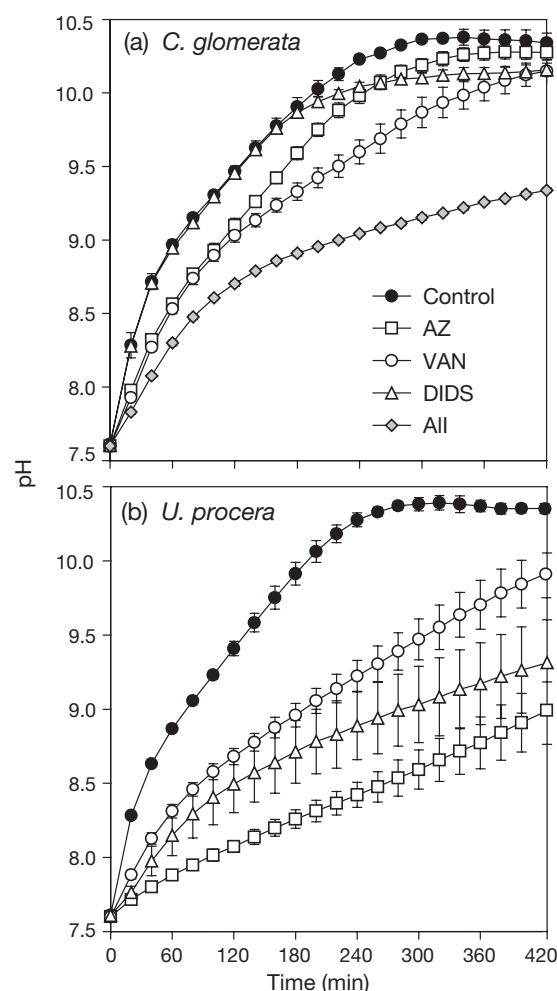 (a) C. glomerata
10.5
10.0
9.5
9.0
8.5
8.0
7.5
Control
AZ
VAN
DIDS
All
pH
(b) U. procera
10.5
10.0
9.5
9.0
8.5
8.0
7.5
0 60 120 180 240 300 360 420
Time (min)